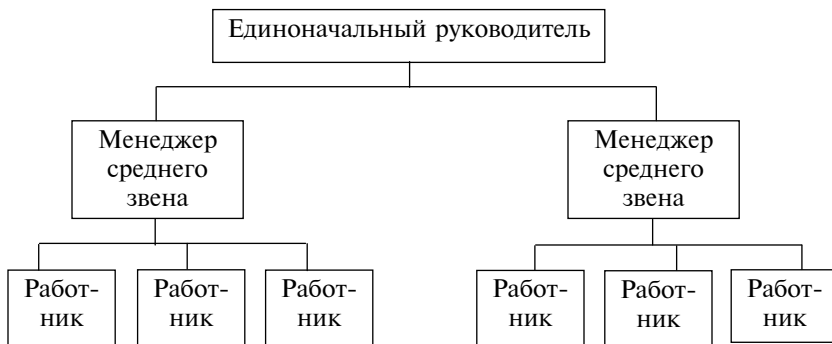 Единоначальный руководитель
Менеджер
среднего
звена
Менеджер
среднего
звена
Работ-
ник
Работ-
ник
Работ-
ник
Работ-
ник
Работ-
ник
Работ-
ник